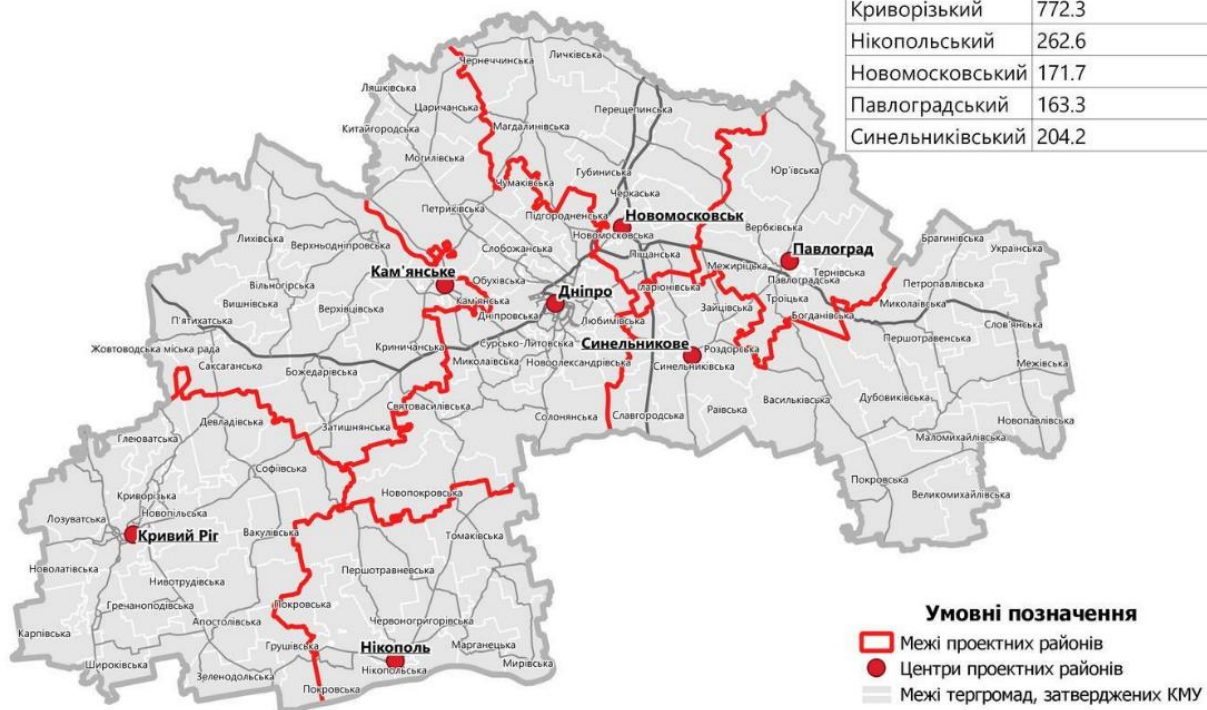 Криворізький 772.3
Нікопольський 262.6
Новомосковський 171.7
Павлоградський 163.3
Синельниківський 204.2
Личківська
Чернеччинська
Ляшківська
Царичанська
Перещепинська
Китайгородська
Магдалинівська
Могилівська
Губиниська
Юр'ївська
Чумаківська
Черкаська
Петриківська
Підгородненська
Новомосковськ
Вербківська
Лихівська
Верхньодніпровська
Слобожанська
Новомосковська
Піщанська
Павлоград
Брагинівська
Українська
Кам'янське
Обухівська
Іларіонівська
Межиріцька
Павлоградська
Тернівська
Петропавлівська
Вільногірська
Вишнівська
Верхівцівська
Кам'янська
Дніпро
Дніпровська
Зайцівська
Троїцька
Миколаївська
Богданівська
Слов'янська
П'ятихатська
Любимівська
Криничанська
Сурсько-Литовська
Синельникове
Роздорська
Першотравенська
Жовтоводська міська рада
Саксаганська
Божедарівська
Миколаївська
Новоолександрівська
Синельниківська
Межівська
Девладівська
Святовасилівська
Солонянська
Славгородська
Раївська
Васильківська
Дубовиківська
Новопавлівська
Глеюватська
Затишнянська
Маломихайлівська
Софіївська
Покровська
Криворізька
Новопокровська
Великомихайлівська
Лозуватська
Новопільська
Кривий Ріг
Вакулівська
Томаківська
Новолатівська
Нивотрудівська
Першотравневська
Гречаноподівська
Покровська
Апостолівська
Червоногригорівська
Карпівська
Широківська
Грушівська
Нікополь
Марганецька
Зеленодольська
Нікопольська
Мирівська
Покровська
Умовні позначення
Межі проектних районів
Центри проектних районів
Межі тергромад, затверджених КМУ